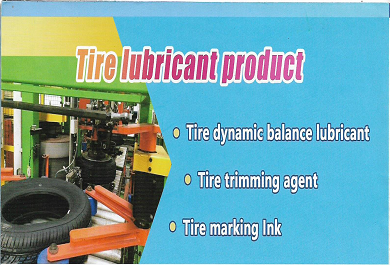 Tire lubricant product
Tire dynamic balance lubricant
Tire trimming agent
Tire marking Ink